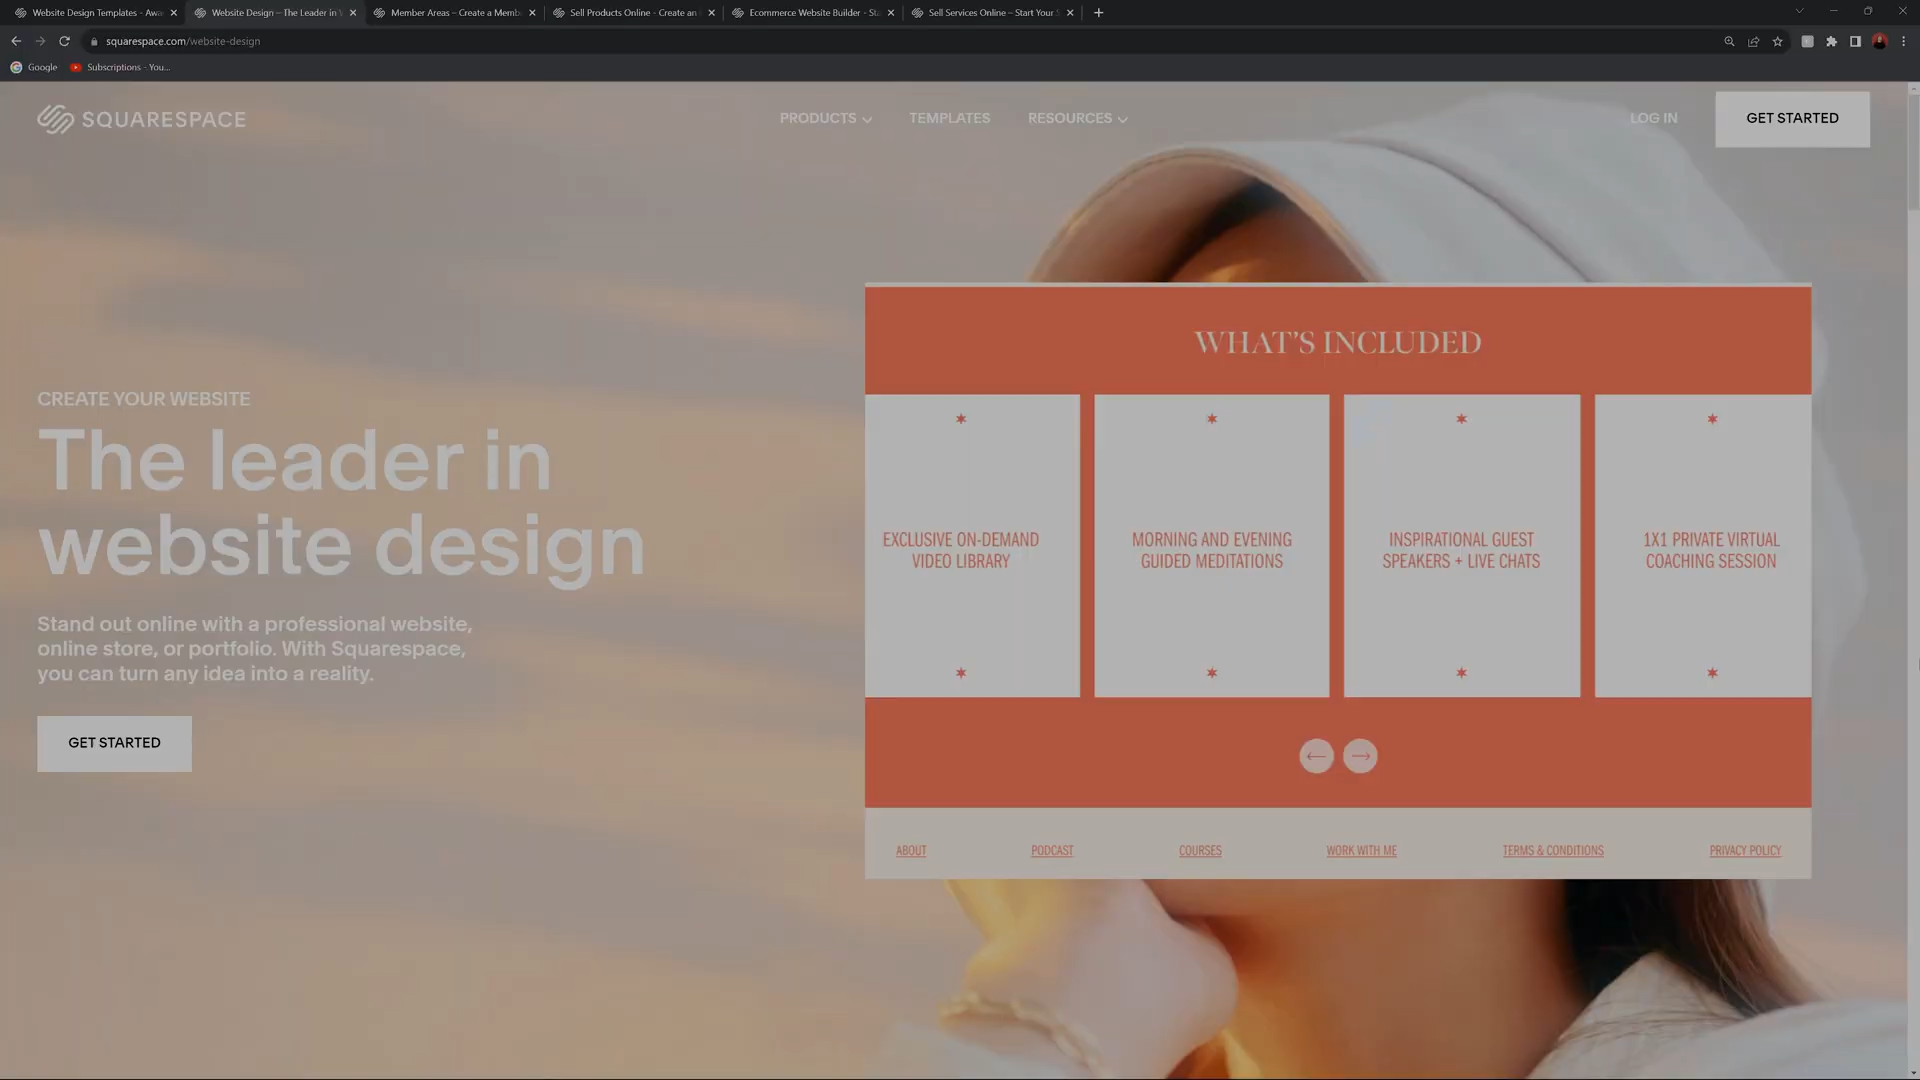 Website Design Templates - Awa
Website Design – The Leader in
Member Areas – Create a Memb
Sell Products Online - Create an
Ecommerce Website Builder - Sta
Sell Services Online – Start Your
squarespace.com/website-design
Google
Subscriptions - You...
SQUARESPACE
PRODUCTS
TEMPLATES
RESOURCES
LOG IN
GET STARTED
CREATE YOUR WEBSITE
The leader in
website design
Stand out online with a professional website,
online store, or portfolio. With Squarespace,
you can turn any idea into a reality.
GET STARTED
WHAT'S INCLUDED
EXCLUSIVE ON-DEMAND
VIDEO LIBRARY
MORNING AND EVENING
GUIDED MEDITATIONS
INSPIRATIONAL GUEST
SPEAKERS + LIVE CHATS
1X1 PRIVATE VIRTUAL
COACHING SESSION
ABOUT
PODCAST
COURSES
WORK WITH ME
TERMS & CONDITIONS
PRIVACY POLICY